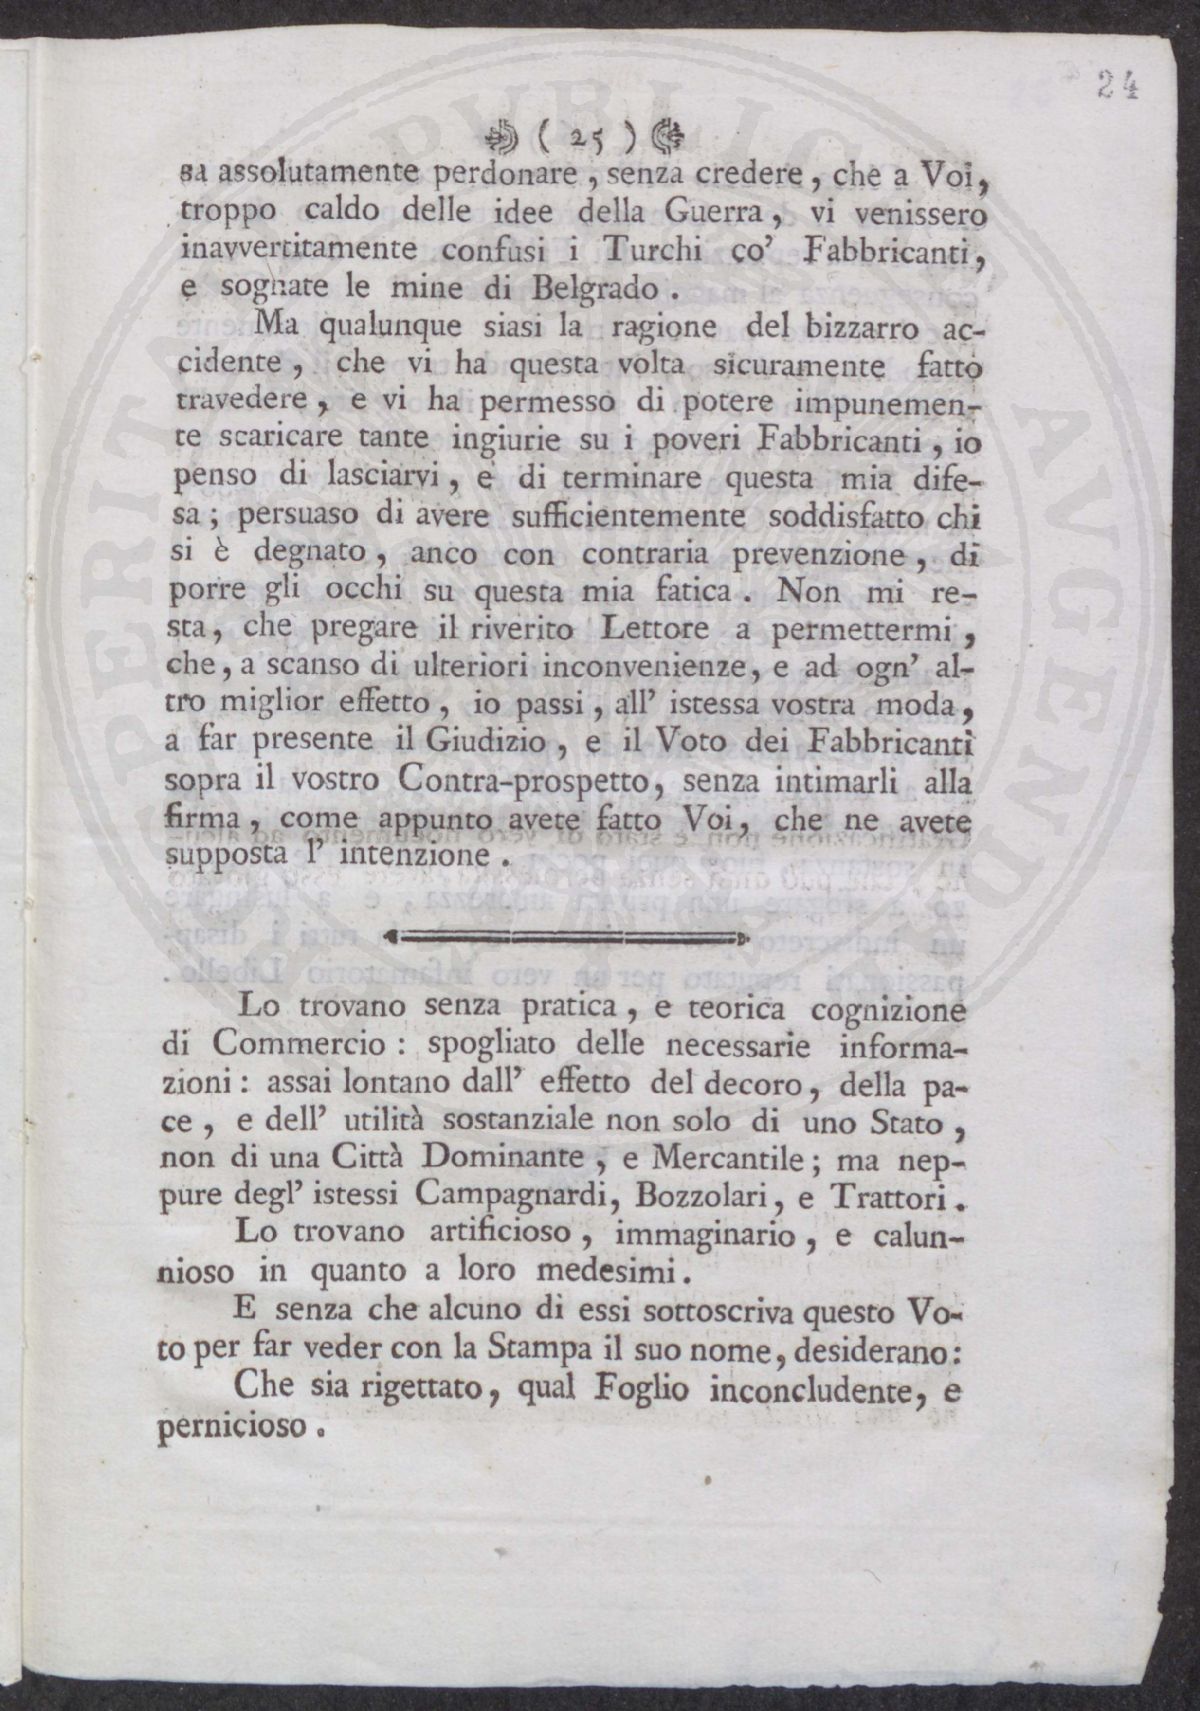 24
( 25 )
sa assolutamente perdonare , senza credere , che a Voi,
troppo caldo delle idee della Guerra, vi venissero
inavvertitamente confusi i Turchi co' Fabbricanti,
e sognate le mine di Belgrado .
Ma qualunque siasi la ragione del bizzarro ac-
cidente , che vi ha questa volta sicuramente fatto
travedere , e vi ha permesso di potere impunemen-
te scaricare tante ingiurie su i poveri Fabbricanti , io
penso di lasciarvi , e di terminare questa mia dife-
sa ; persuaso di avere sufficientemente soddisfatto chi
si è degnato , anco con contraria prevenzione , di
porre gli occhi su questa mia fatica . Non mi re-
sta, che pregare il riverito Lettore a permettermi ,
che, a scanso di ulteriori inconvenienze, e ad ogn' al-
tro miglior effetto , io passi , all' istessa vostra moda,
a far presente il Giudizio , e il Voto dei Fabbricanti
sopra il vostro Contra-prospetto, senza intimarli alla
firma , come appunto avete fatto Voi, che ne avete
supposta l' intenzione .
Lo trovano senza pratica , e teorica cognizione
di Commercio : spogliato delle necessarie informa-
zioni : assai lontano dall' effetto del decoro, della pa-
ce , e dell' utilità sostanziale non solo di uno Stato ,
non di una Città Dominante , e Mercantile ; ma nep-
pure degl' istessi Campagnardi, Bozzolari, e Trattori.
Lo trovano artificioso , immaginario , e calun-
nioso in quanto a loro medesimi.
E senza che alcuno di essi sottoscriva questo Vo-
to per far veder con la Stampa il suo nome, desiderano:
Che sia rigettato, qual Foglio inconcludente, e
pernicioso .